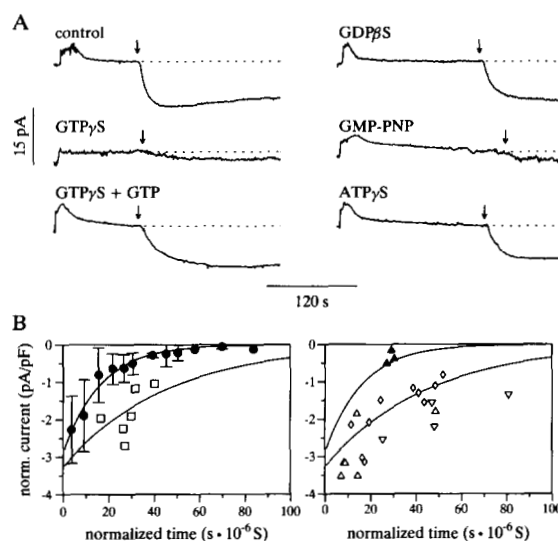 A
control
GDPβS
15 pA
GTPγS
GMP-PNP
GTPγS + GTP
ATPγS
120 s
B
norm. current (pA/pF)
0
-1
-2
-3
-4
0 20 40 60 80 100
normalized time (s • 10⁻⁶ S)
0
-1
-2
-3
-4
0 20 40 60 80 100
normalized time (s • 10⁻⁶ S)